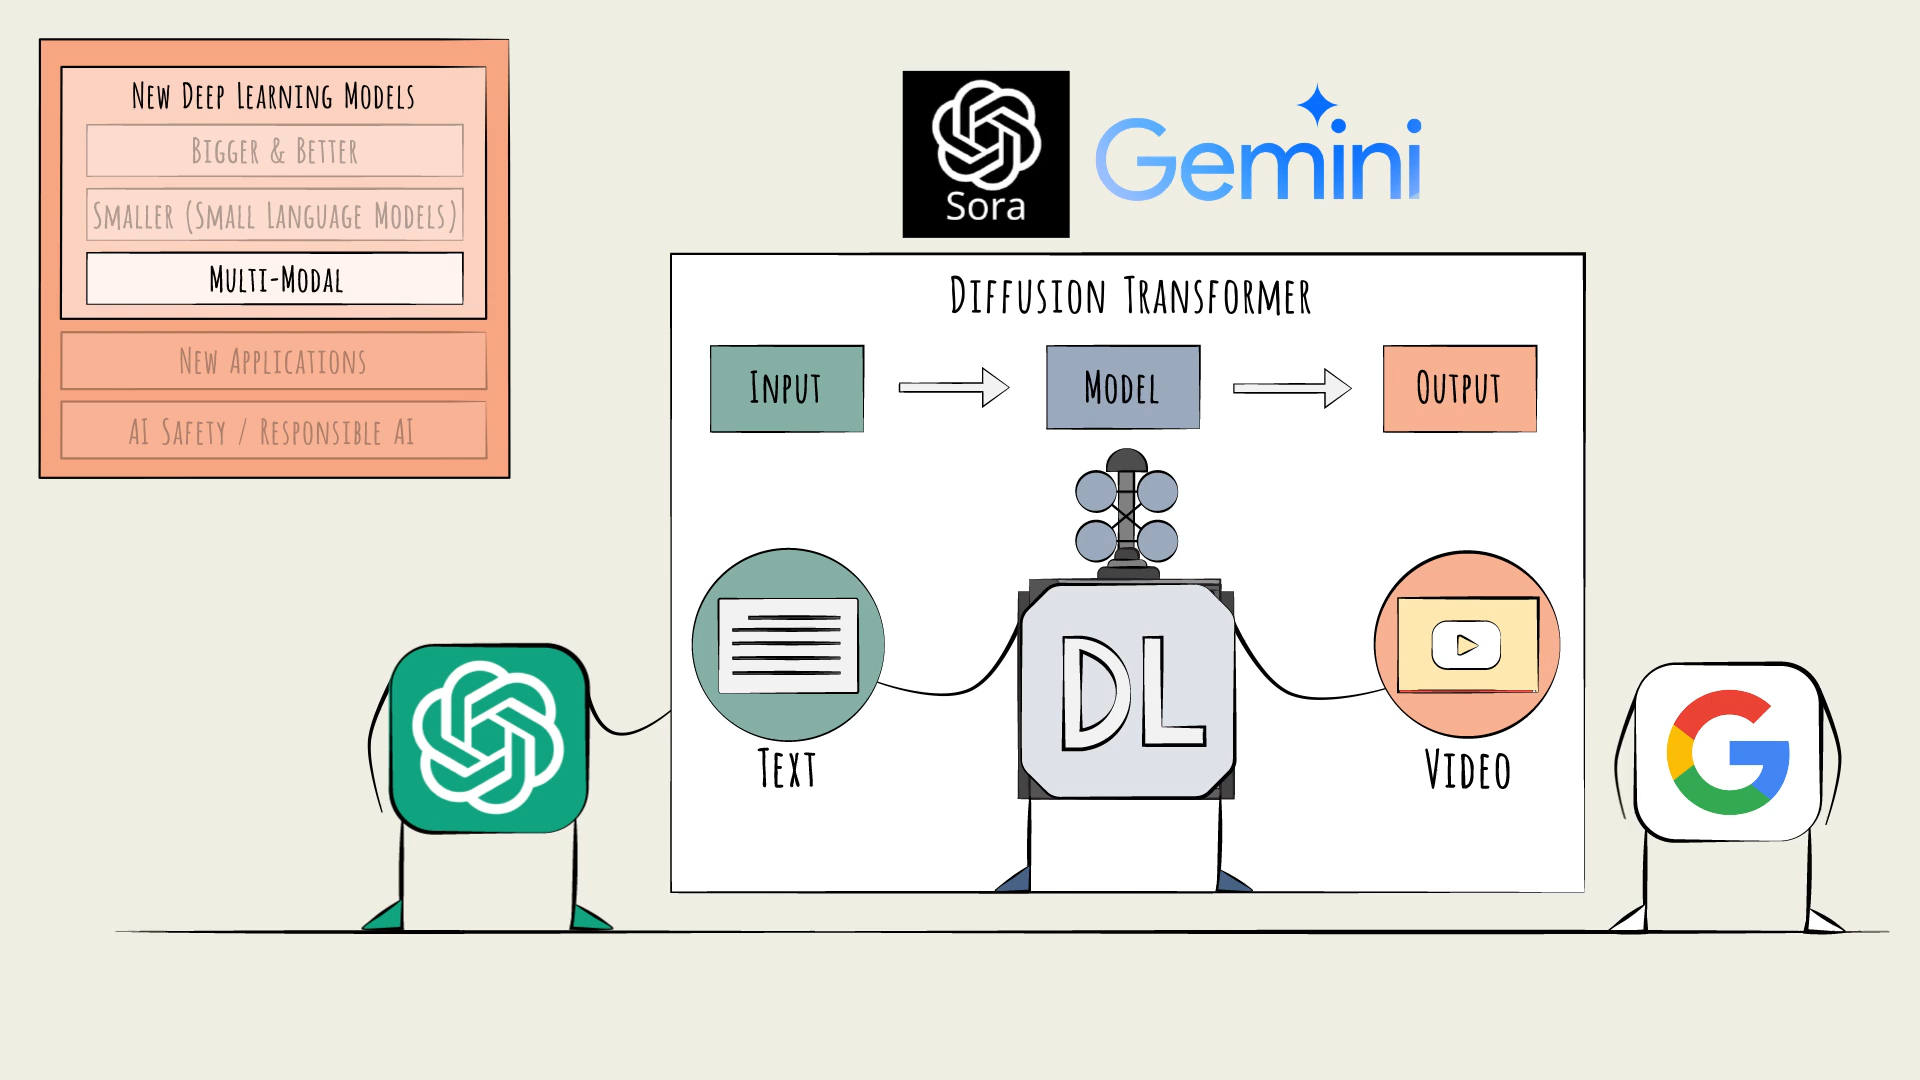 New Deep Learning Models
Bigger & Better
Smaller (Small Language Models)
Multi-Modal
New Applications
AI Safety / Responsible AI
Sora
Gemini
Diffusion Transformer
Input
Model
Output
DL
Text
Video
G